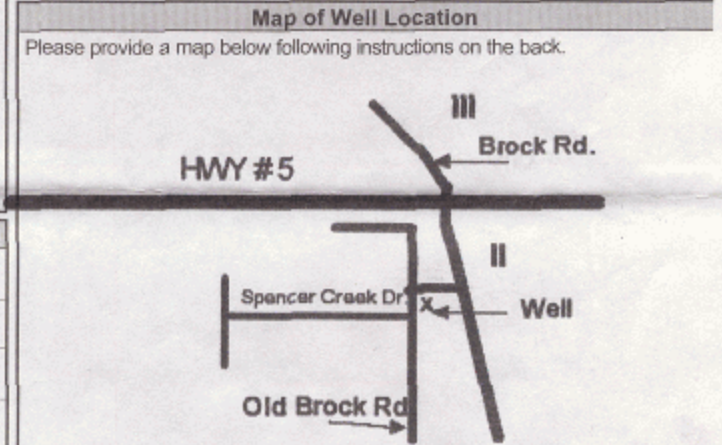 Map of Well Location
Please provide a map below following instructions on the back.
III
Brock Rd.
HWY #5
II
Spencer Creek Dr.
x
Well
Old Brock Rd